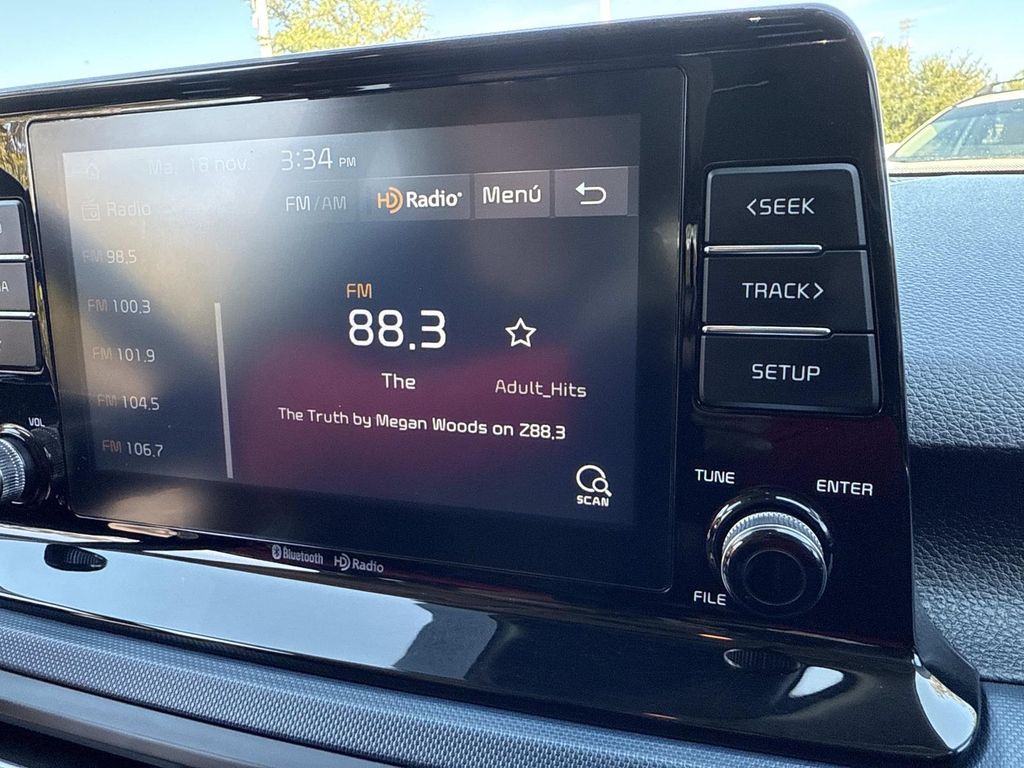 Ma. 18 nov. 3:34 PM
Radio FM/AM HD Radio Menú
FM 98.5
FM 100.3
FM 101.9
FM 104.5
FM 106.7
FM
88.3
The Adult_Hits
The Truth by Megan Woods on Z88.3
SCAN
Bluetooth HD Radio
<SEEK
TRACK>
SETUP
VOL
TUNE ENTER
FILE